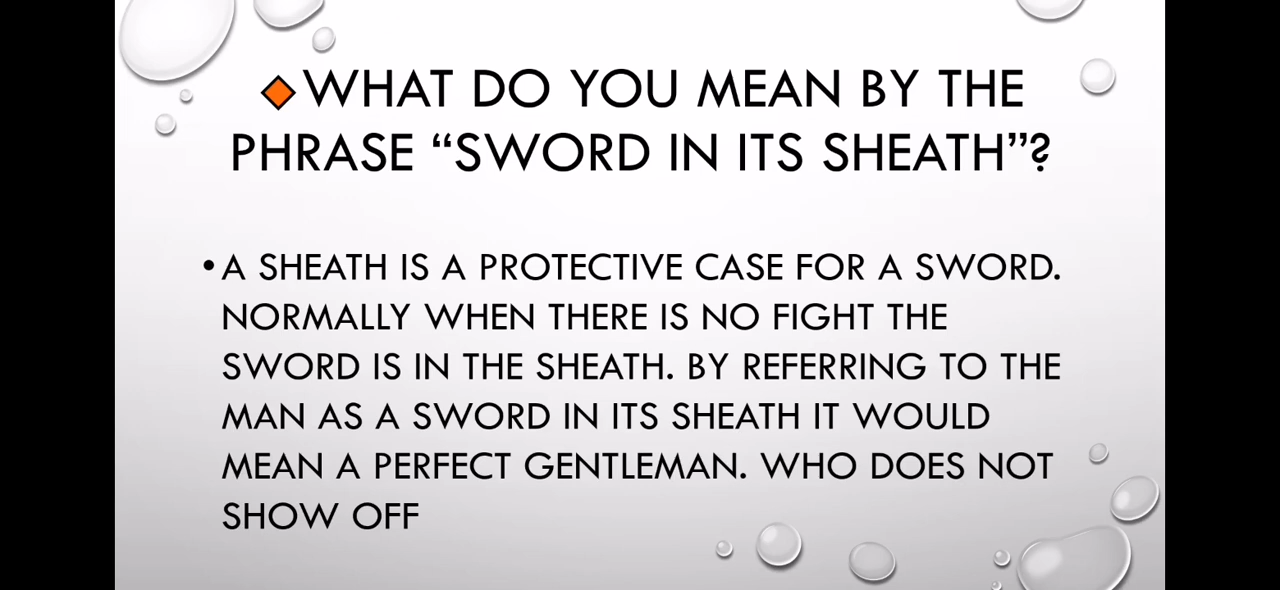 WHAT DO YOU MEAN BY THE
PHRASE “SWORD IN ITS SHEATH”?
•A SHEATH IS A PROTECTIVE CASE FOR A SWORD.
NORMALLY WHEN THERE IS NO FIGHT THE
SWORD IS IN THE SHEATH. BY REFERRING TO THE
MAN AS A SWORD IN ITS SHEATH IT WOULD
MEAN A PERFECT GENTLEMAN. WHO DOES NOT
SHOW OFF